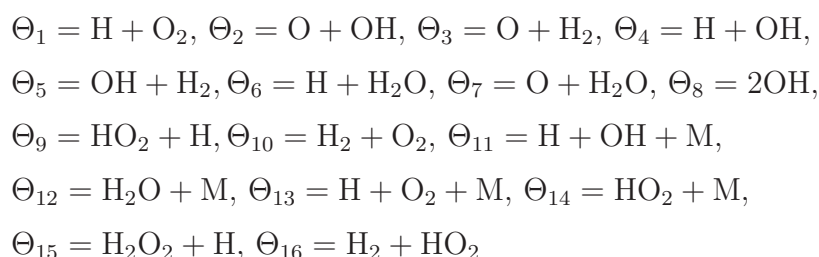 Θ₁ = H + O₂, Θ₂ = O + OH, Θ₃ = O + H₂, Θ₄ = H + OH,
Θ₅ = OH + H₂, Θ₆ = H + H₂O, Θ₇ = O + H₂O, Θ₈ = 2OH,
Θ₉ = HO₂ + H, Θ₁₀ = H₂ + O₂, Θ₁₁ = H + OH + M,
Θ₁₂ = H₂O + M, Θ₁₃ = H + O₂ + M, Θ₁₄ = HO₂ + M,
Θ₁₅ = H₂O₂ + H, Θ₁₆ = H₂ + HO₂